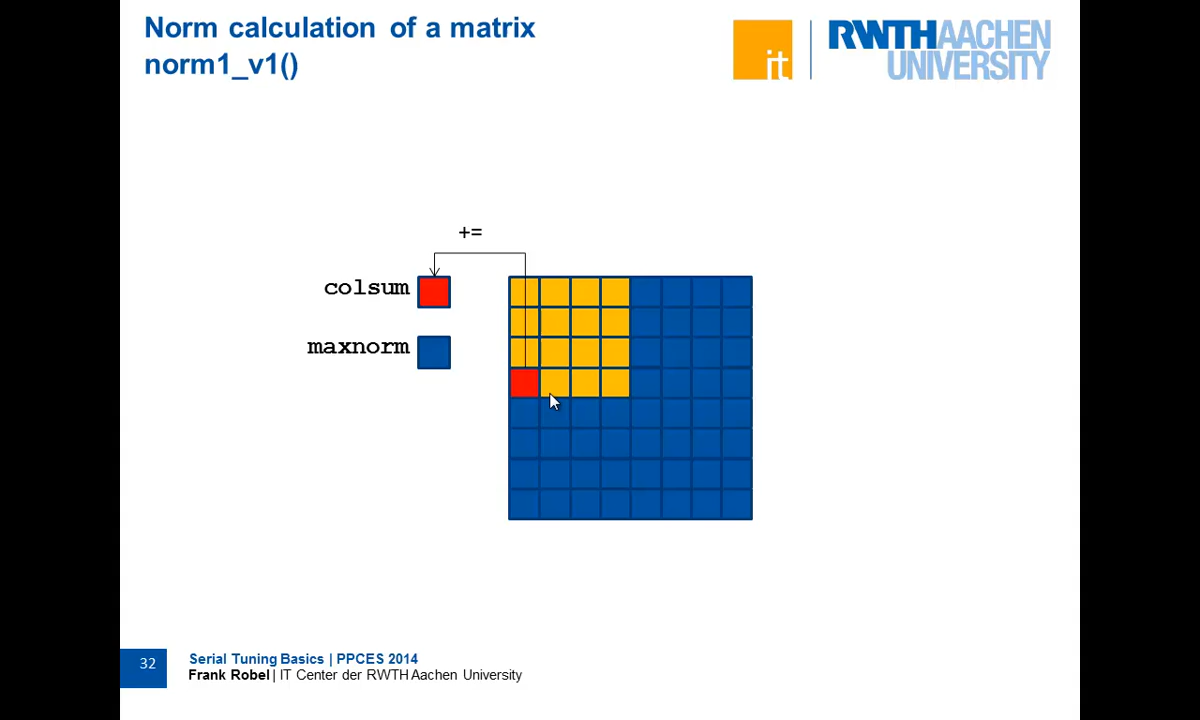 Norm calculation of a matrix
norm1_v1()
it
RWTHAACHEN
UNIVERSITY
+=
colsum
maxnorm
32
Serial Tuning Basics | PPCES 2014
Frank Robel | IT Center der RWTH Aachen University